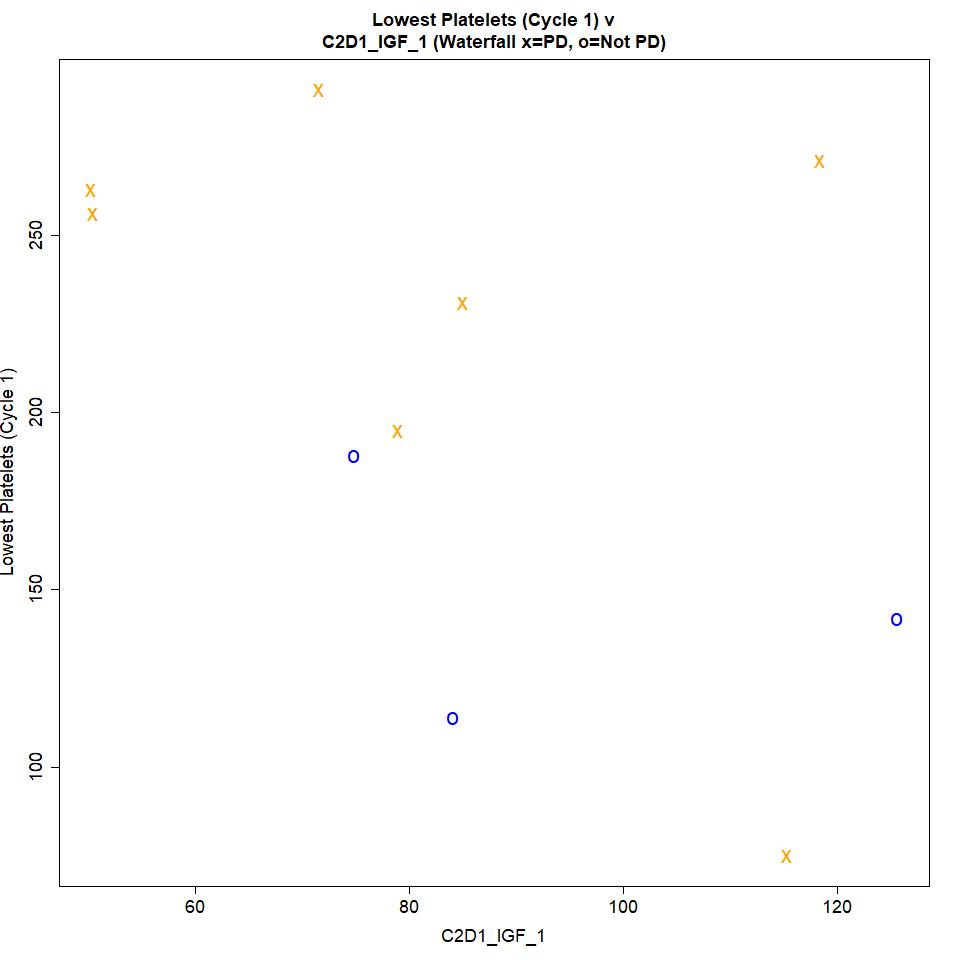 Lowest Platelets (Cycle 1) v
C2D1_IGF_1 (Waterfall x=PD, o=Not PD)
X
X
X
X
X
X
O
O
O
X
250
200
150
100
Lowest Platelets (Cycle 1)
60 80 100 120
C2D1_IGF_1